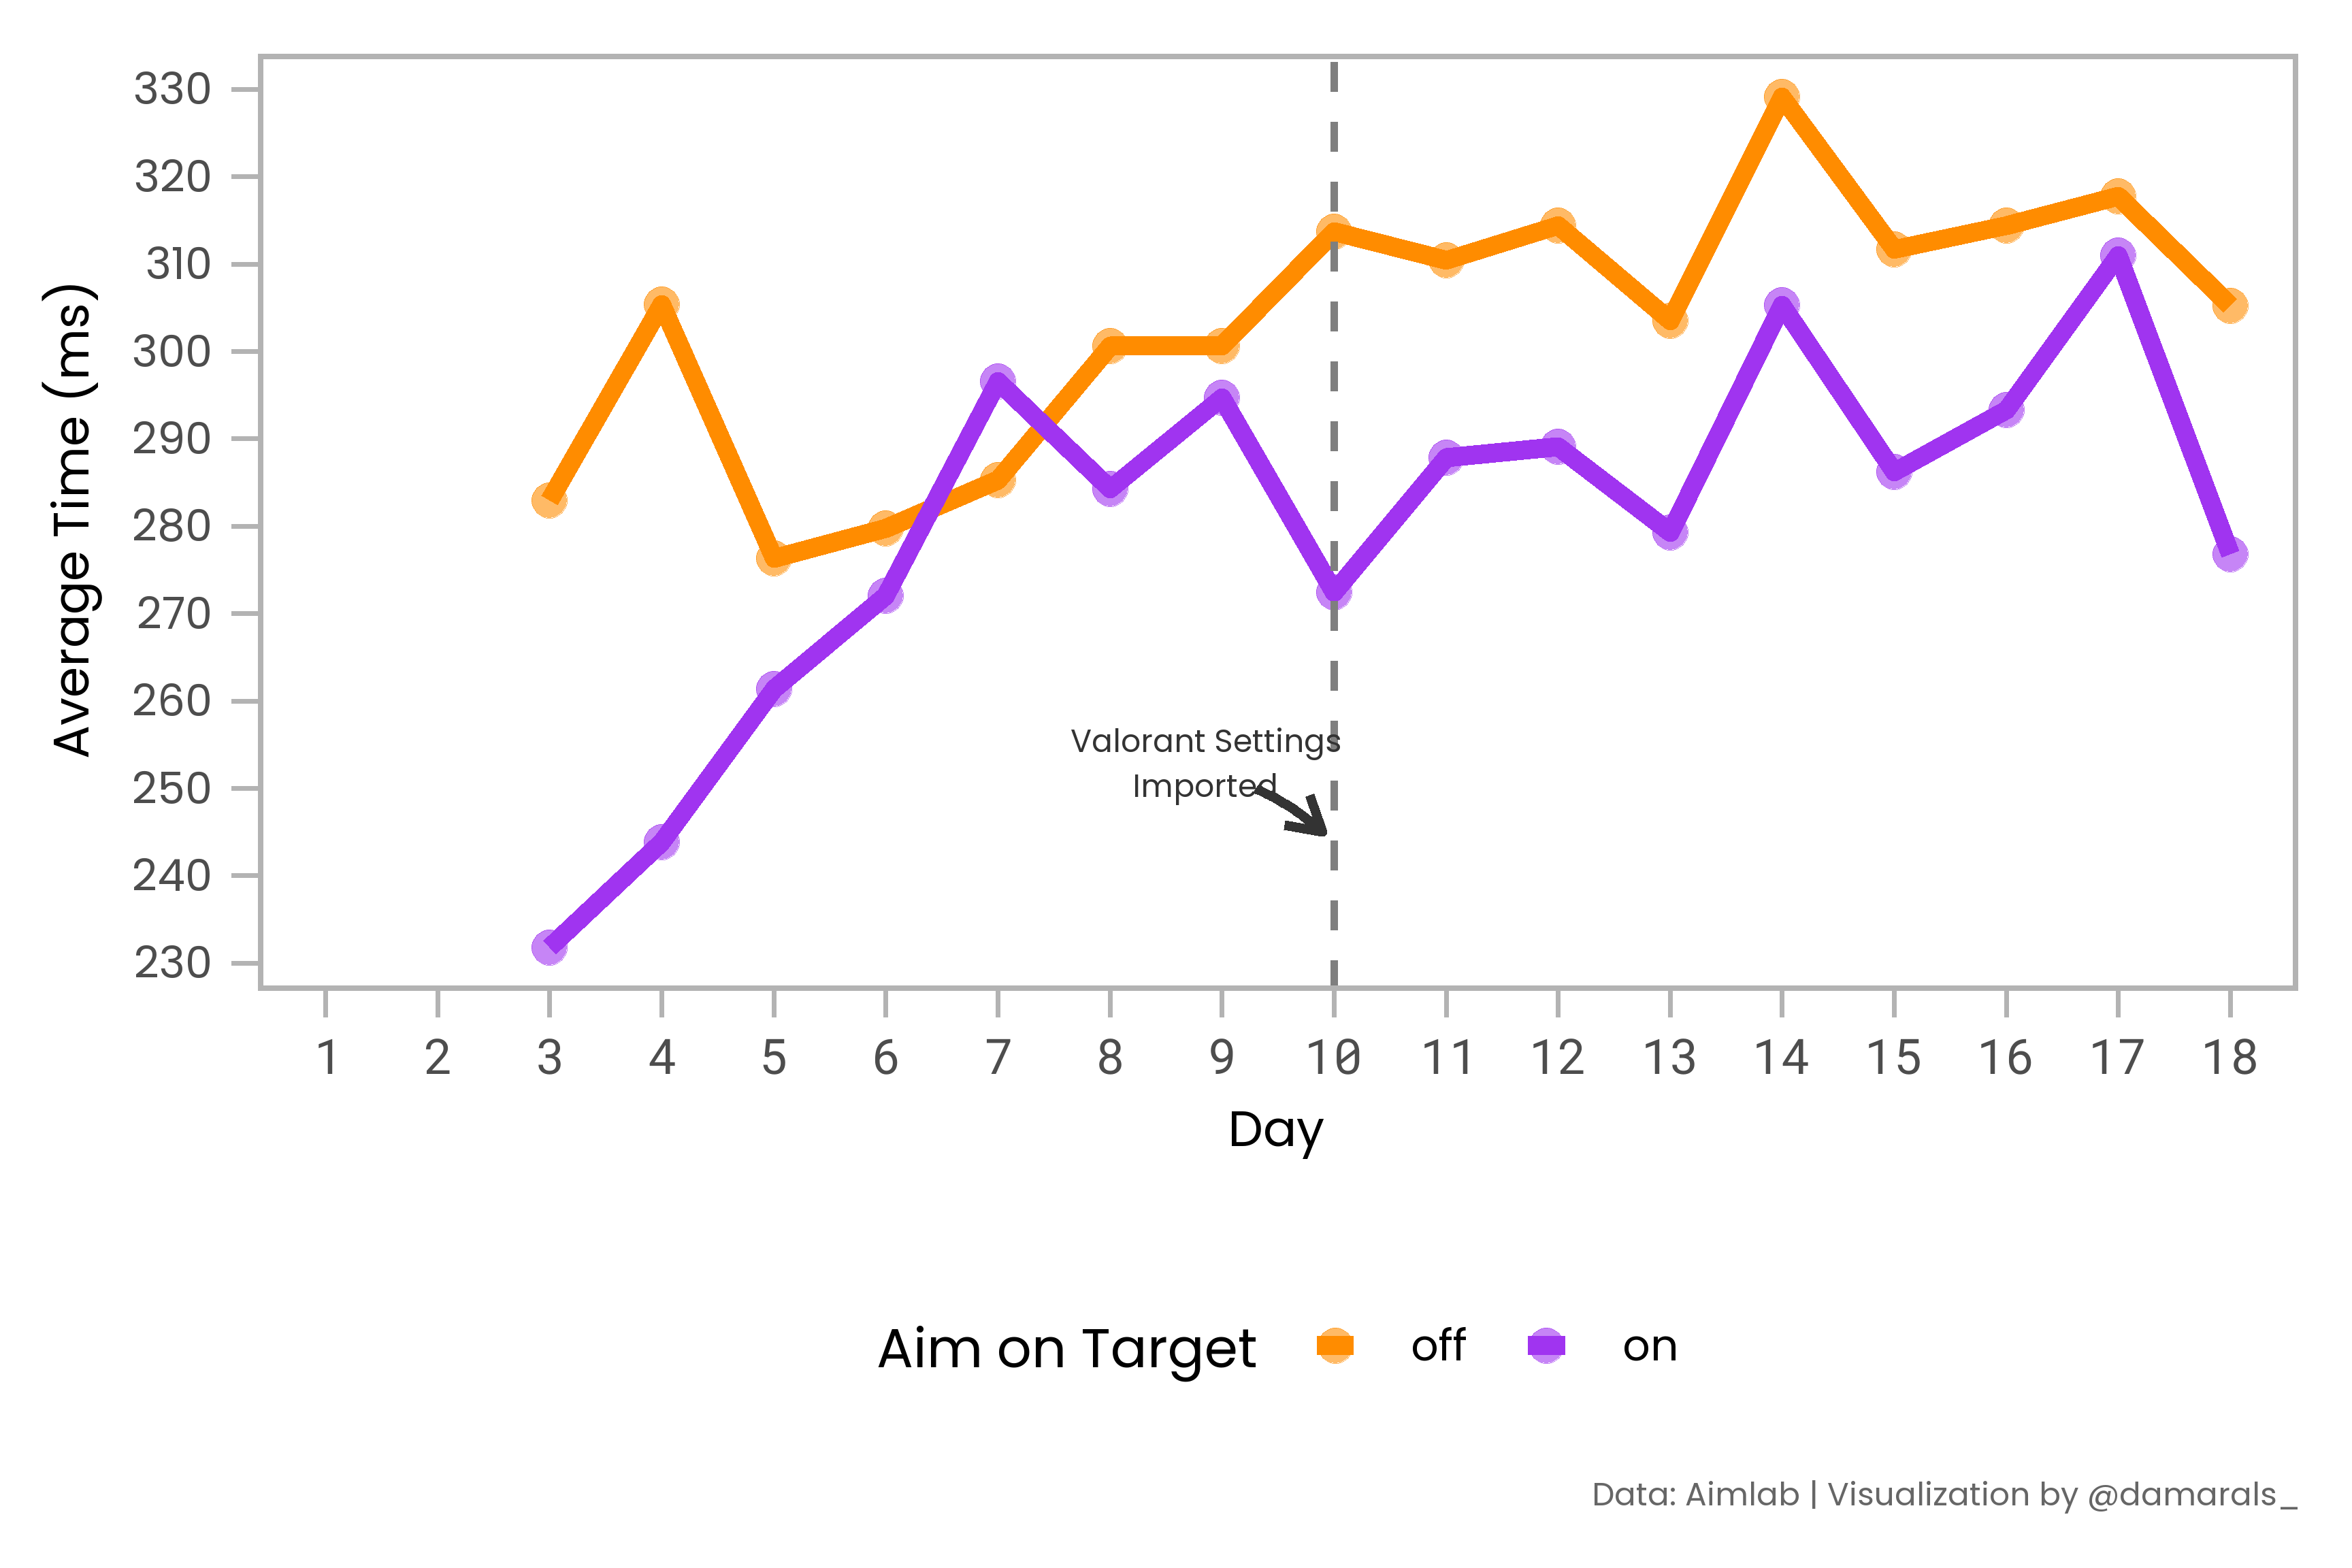 Average Time (ms)
330
320
310
300
290
280
270
260
250
240
230
Valorant Settings
Imported
1 2 3 4 5 6 7 8 9 10 11 12 13 14 15 16 17 18
Day
Aim on Target off on
Data: Aimlab | Visualization by @damarals_